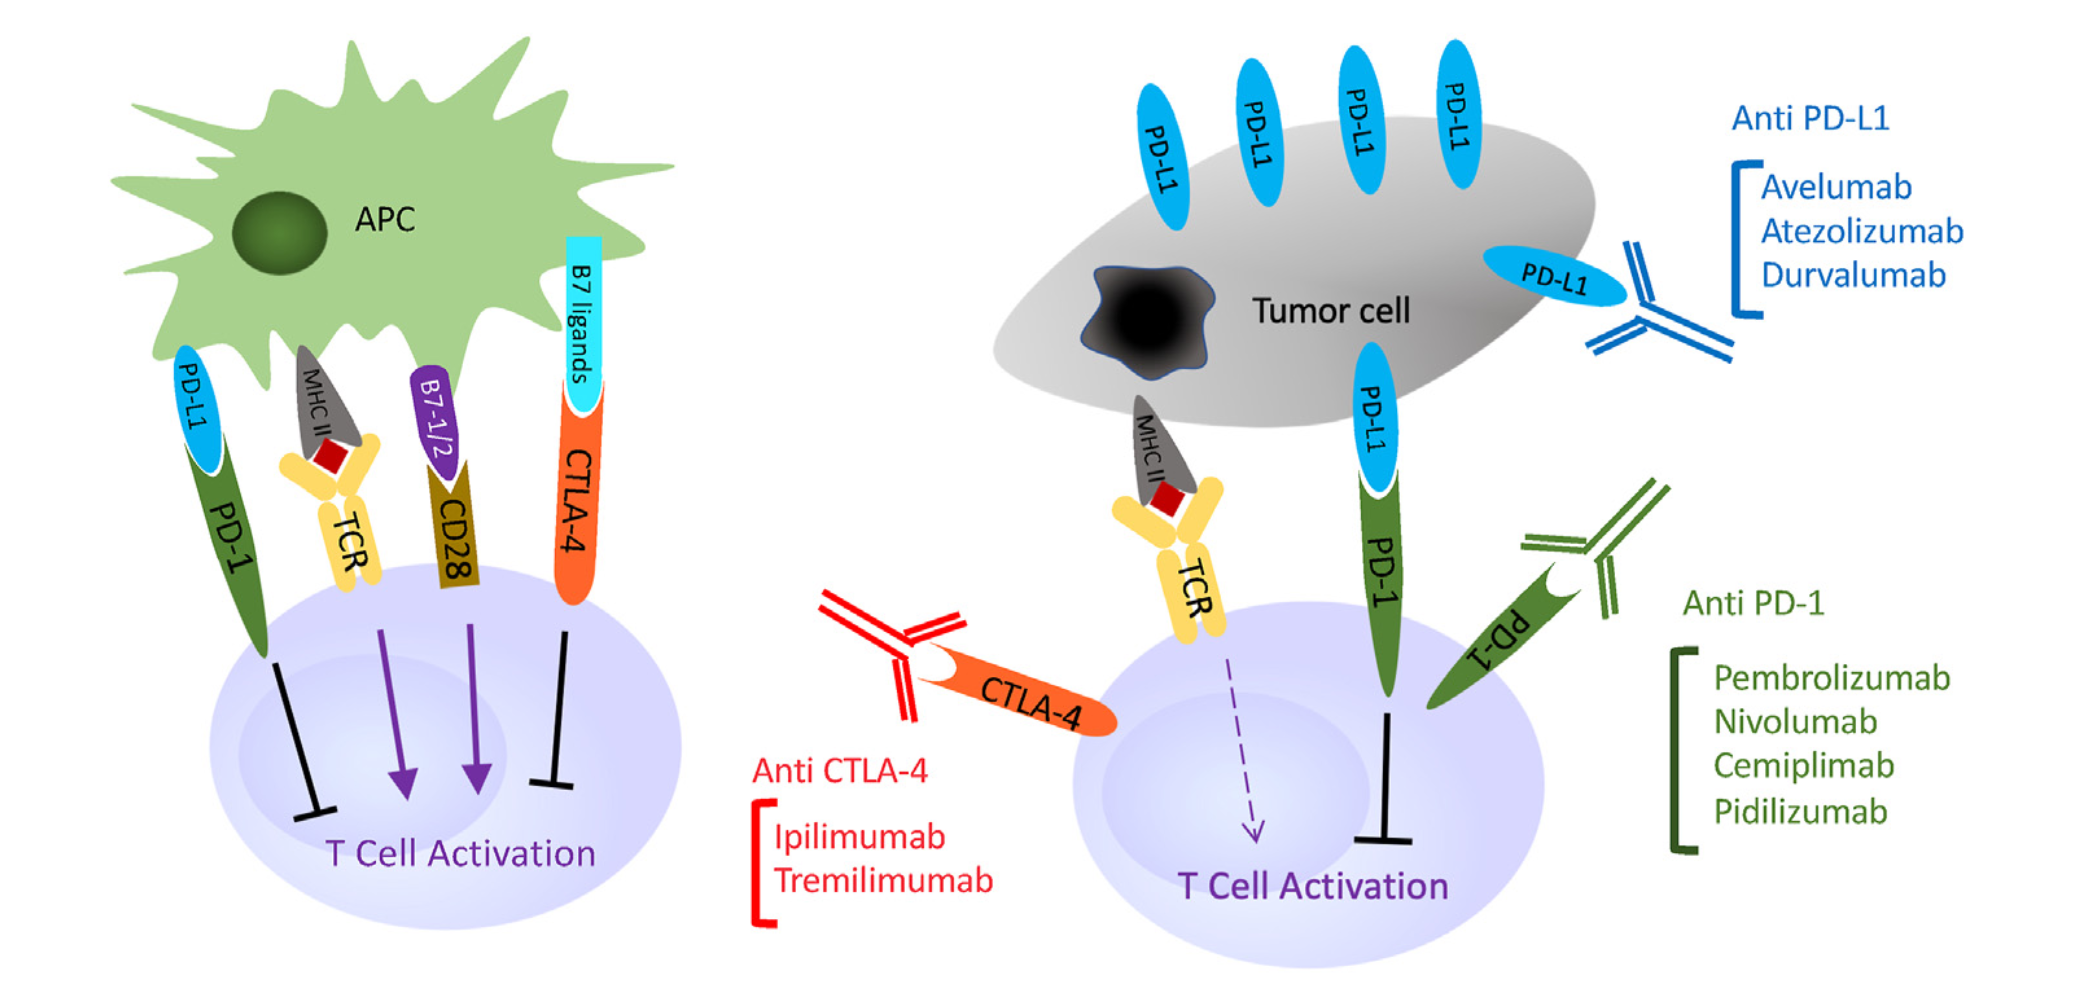 APC
B7 ligands
PD-L1
MHC II
B7-1/2
PD-1
TCR
CD28
CTLA-4
T Cell Activation
PD-L1
PD-L1
PD-L1
PD-L1
PD-L1
Tumor cell
MHC II
PD-L1
TCR
PD-1
PD-1
CTLA-4
T Cell Activation
Anti PD-L1
Avelumab
Atezolizumab
Durvalumab
Anti PD-1
Pembrolizumab
Nivolumab
Cemiplimab
Pidilizumab
Anti CTLA-4
Ipilimumab
Tremilimumab